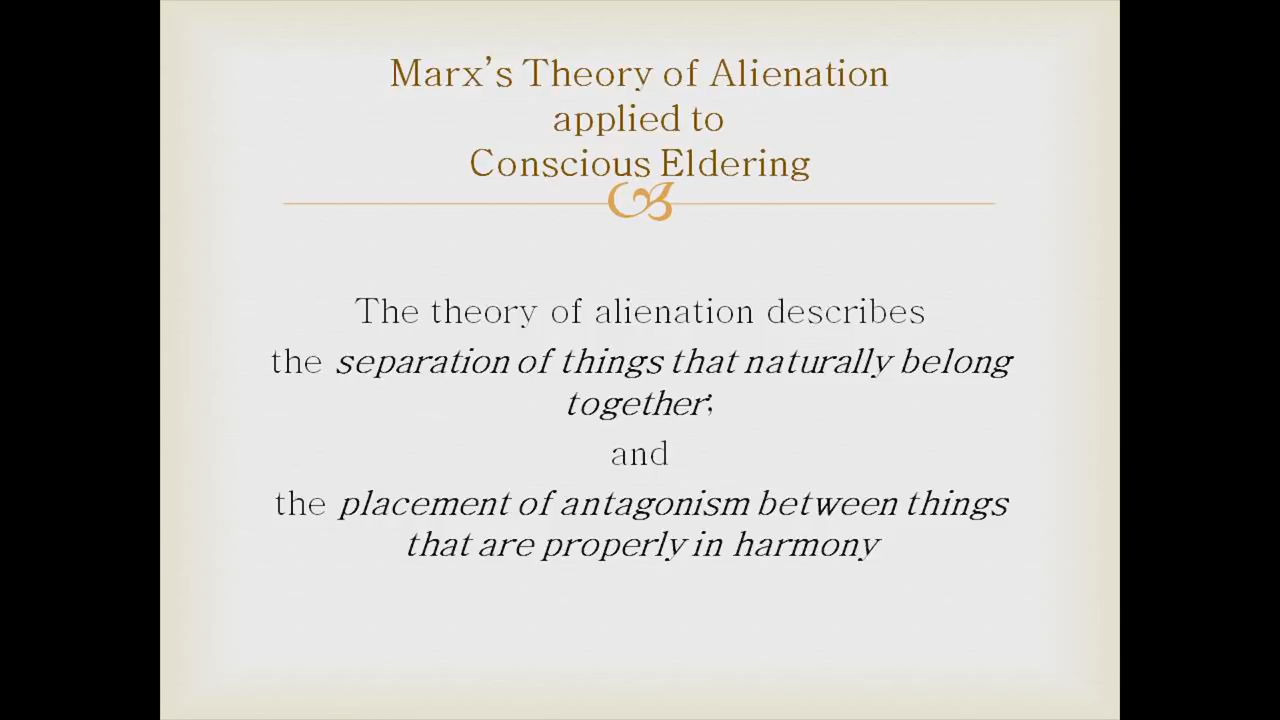 Marx's Theory of Alienation
applied to
Conscious Eldering
The theory of alienation describes
the separation of things that naturally belong
together;
and
the placement of antagonism between things
that are properly in harmony